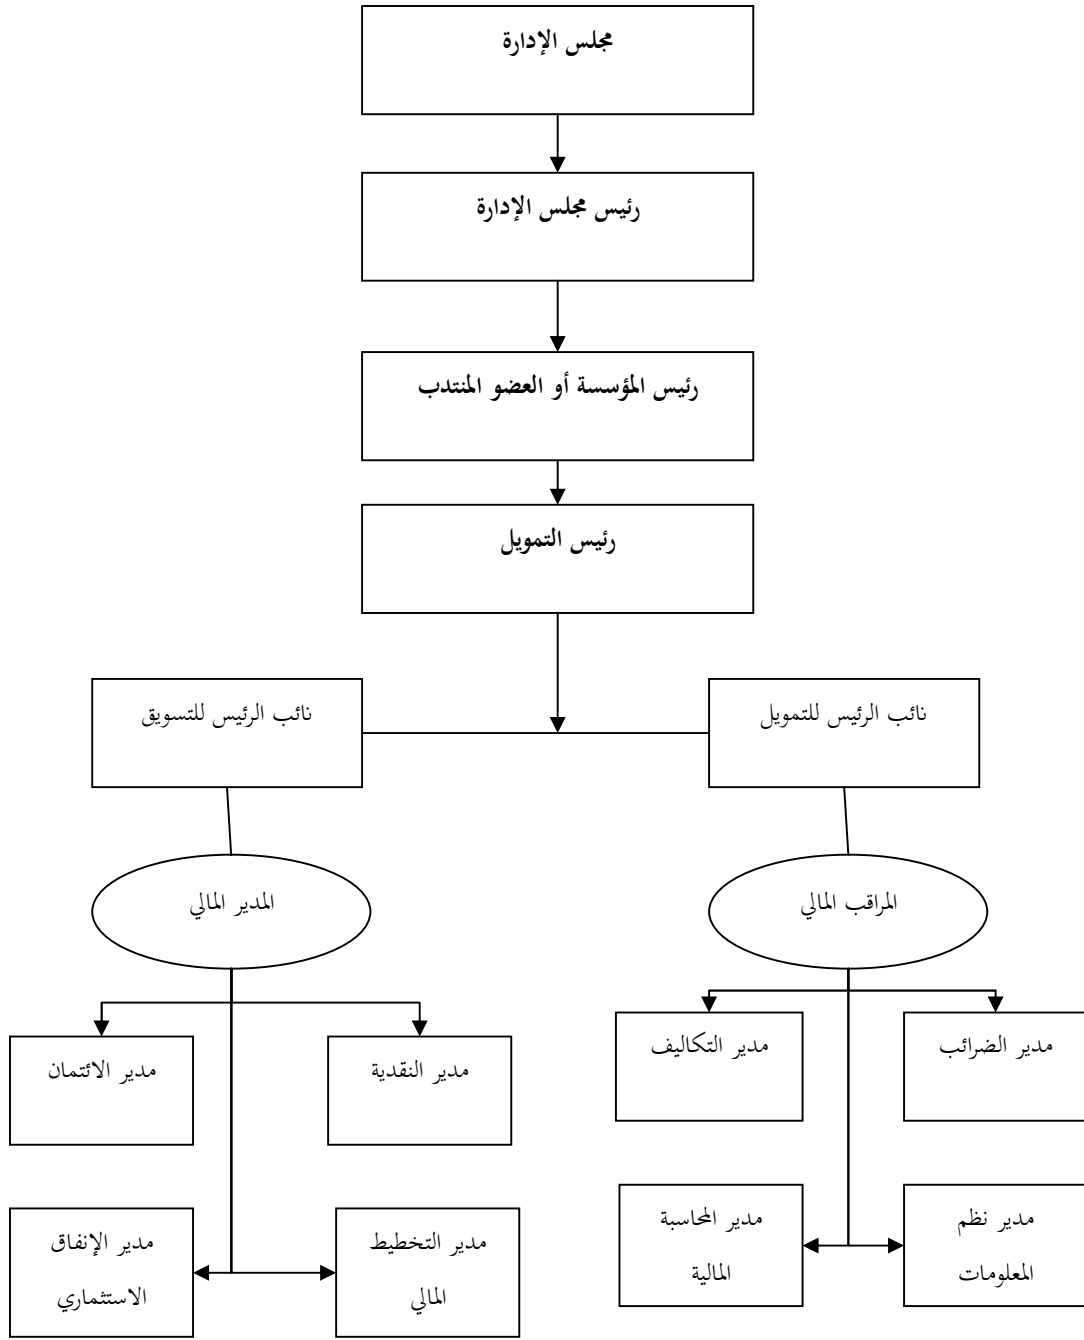 مجلس الإدارة
رئيس مجلس الإدارة
رئيس المؤسسة أو العضو المنتدب
رئيس التمويل
نائب الرئيس للتمويل
نائب الرئيس للتسويق
المراقب المالي
المدير المالي
مدير الضرائب
مدير التكاليف
مدير النقدية
مدير الائتمان
مدير نظم
المعلومات
مدير المحاسبة
المالية
مدير التخطيط
المالي
مدير الإنفاق
الاستثماري